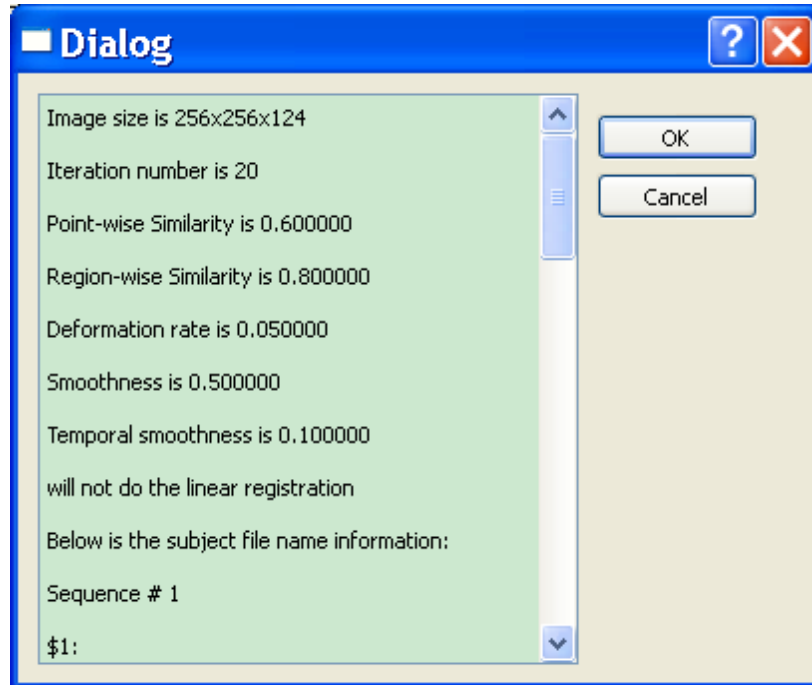 Dialog
Image size is 256x256x124
Iteration number is 20
Point-wise Similarity is 0.600000
Region-wise Similarity is 0.800000
Deformation rate is 0.050000
Smoothness is 0.500000
Temporal smoothness is 0.100000
will not do the linear registration
Below is the subject file name information:
Sequence # 1
$1:
OK
Cancel